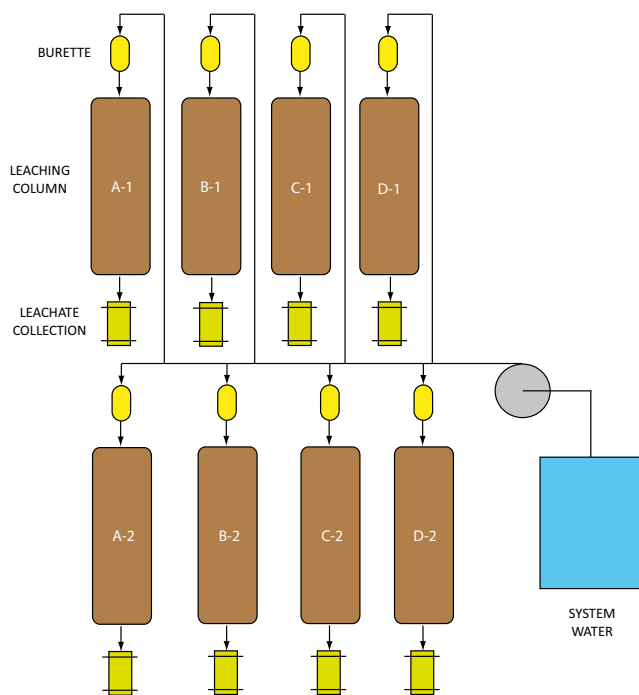 BURETTE
LEACHING
COLUMN
A-1
B-1
C-1
D-1
LEACHATE
COLLECTION
A-2
B-2
C-2
D-2
SYSTEM
WATER